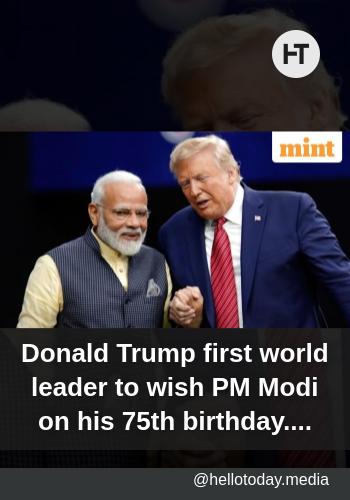 HT
mint
Donald Trump first world
leader to wish PM Modi
on his 75th birthday....
@hellotoday.media